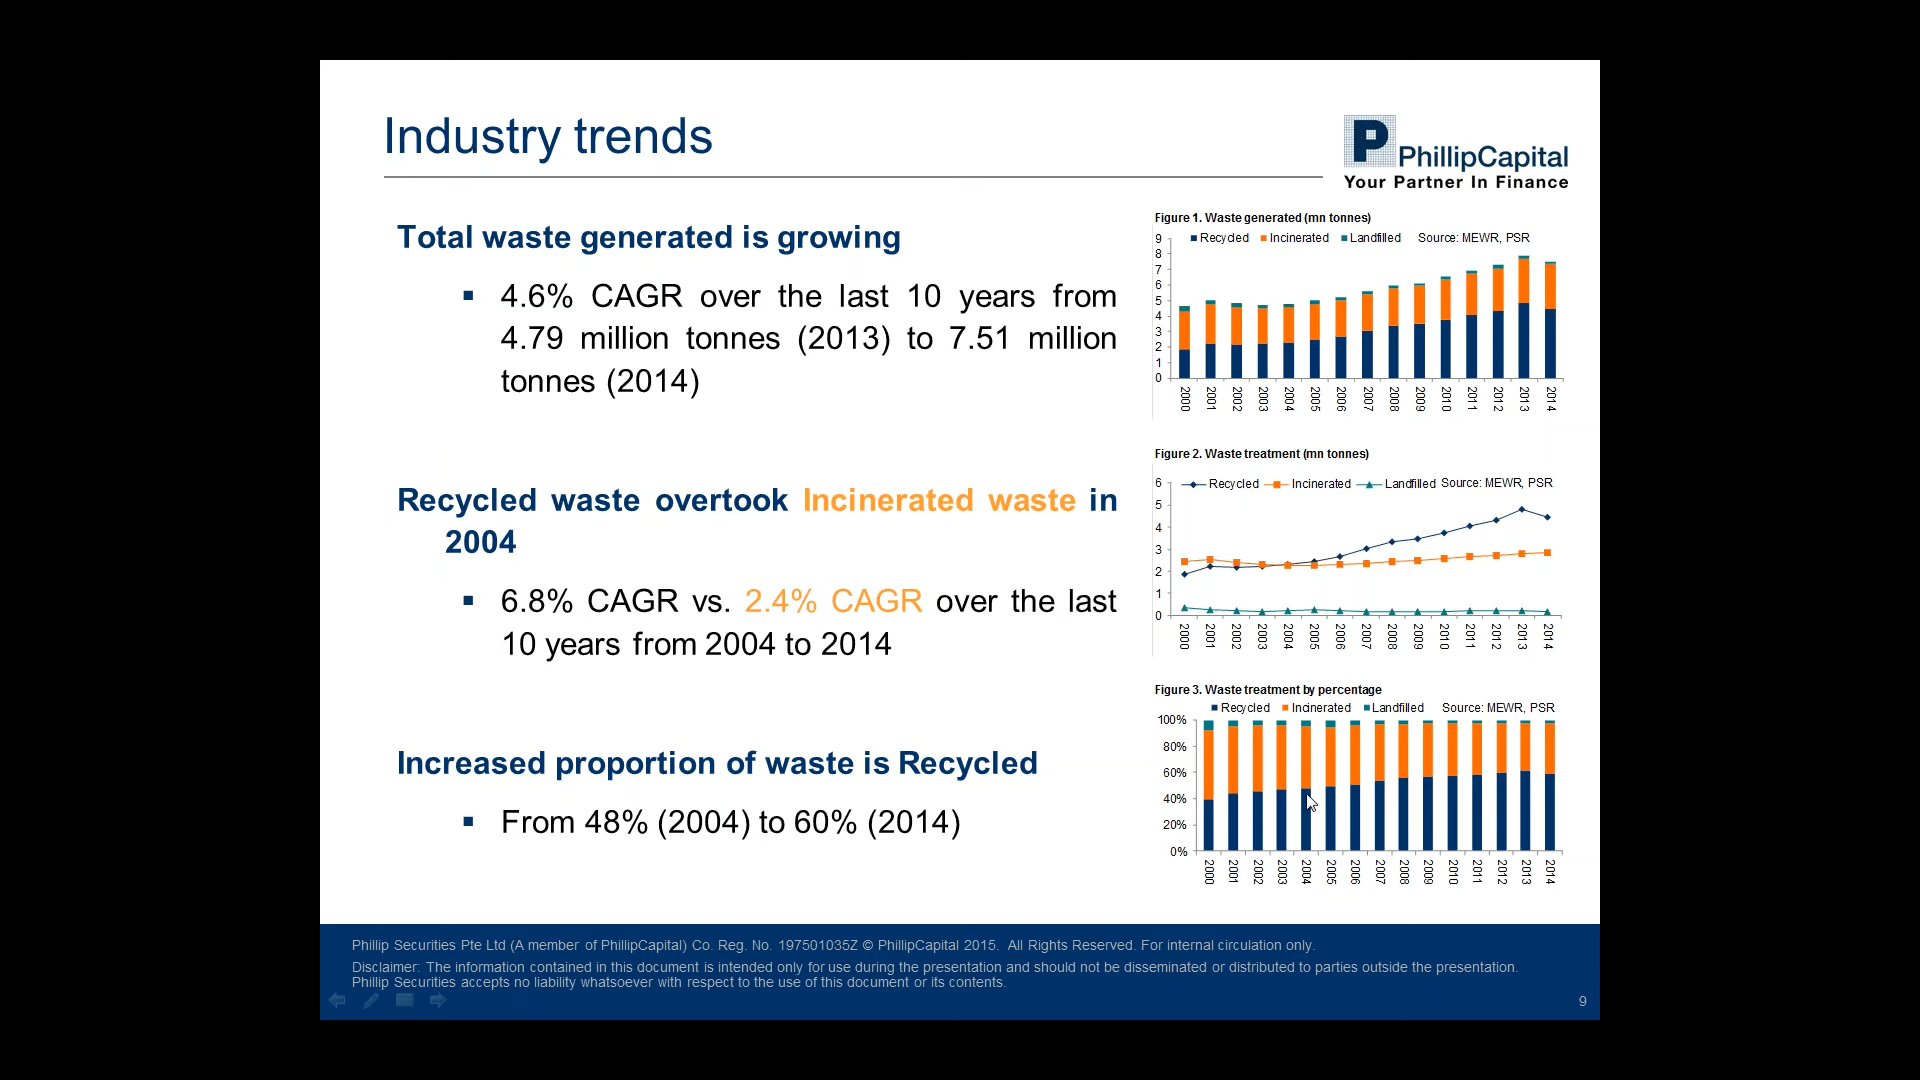 Industry trends
P
PhillipCapital
Your Partner In Finance
Total waste generated is growing
▪ 4.6% CAGR over the last 10 years from
4.79 million tonnes (2013) to 7.51 million
tonnes (2014)
Recycled waste overtook Incinerated waste in
2004
▪ 6.8% CAGR vs. 2.4% CAGR over the last
10 years from 2004 to 2014
Increased proportion of waste is Recycled
▪ From 48% (2004) to 60% (2014)
Figure 1. Waste generated (mn tonnes)
Recycled Incinerated Landfilled Source: MEWR, PSR
9
8
7
6
5
4
3
2
1
0
2000 2001 2002 2003 2004 2005 2006 2007 2008 2009 2010 2011 2012 2013 2014
Figure 2. Waste treatment (mn tonnes)
Recycled Incinerated Landfilled Source: MEWR, PSR
6
5
4
3
2
1
0
2000 2001 2002 2003 2004 2005 2006 2007 2008 2009 2010 2011 2012 2013 2014
Figure 3. Waste treatment by percentage
Recycled Incinerated Landfilled Source: MEWR, PSR
100%
80%
60%
40%
20%
0%
2000 2001 2002 2003 2004 2005 2006 2007 2008 2009 2010 2011 2012 2013 2014
Phillip Securities Pte Ltd (A member of PhillipCapital) Co. Reg. No. 197501035Z © PhillipCapital 2015. All Rights Reserved. For internal circulation only.
Disclaimer: The information contained in this document is intended only for use during the presentation and should not be disseminated or distributed to parties outside the presentation.
Phillip Securities accepts no liability whatsoever with respect to the use of this document or its contents.
9